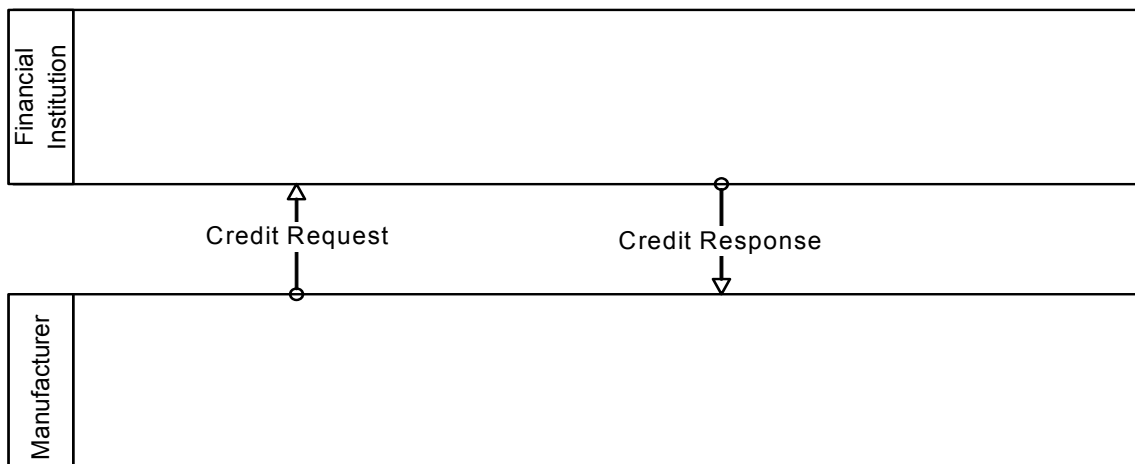 Financial
Institution
Credit Request
Credit Response
Manufacturer